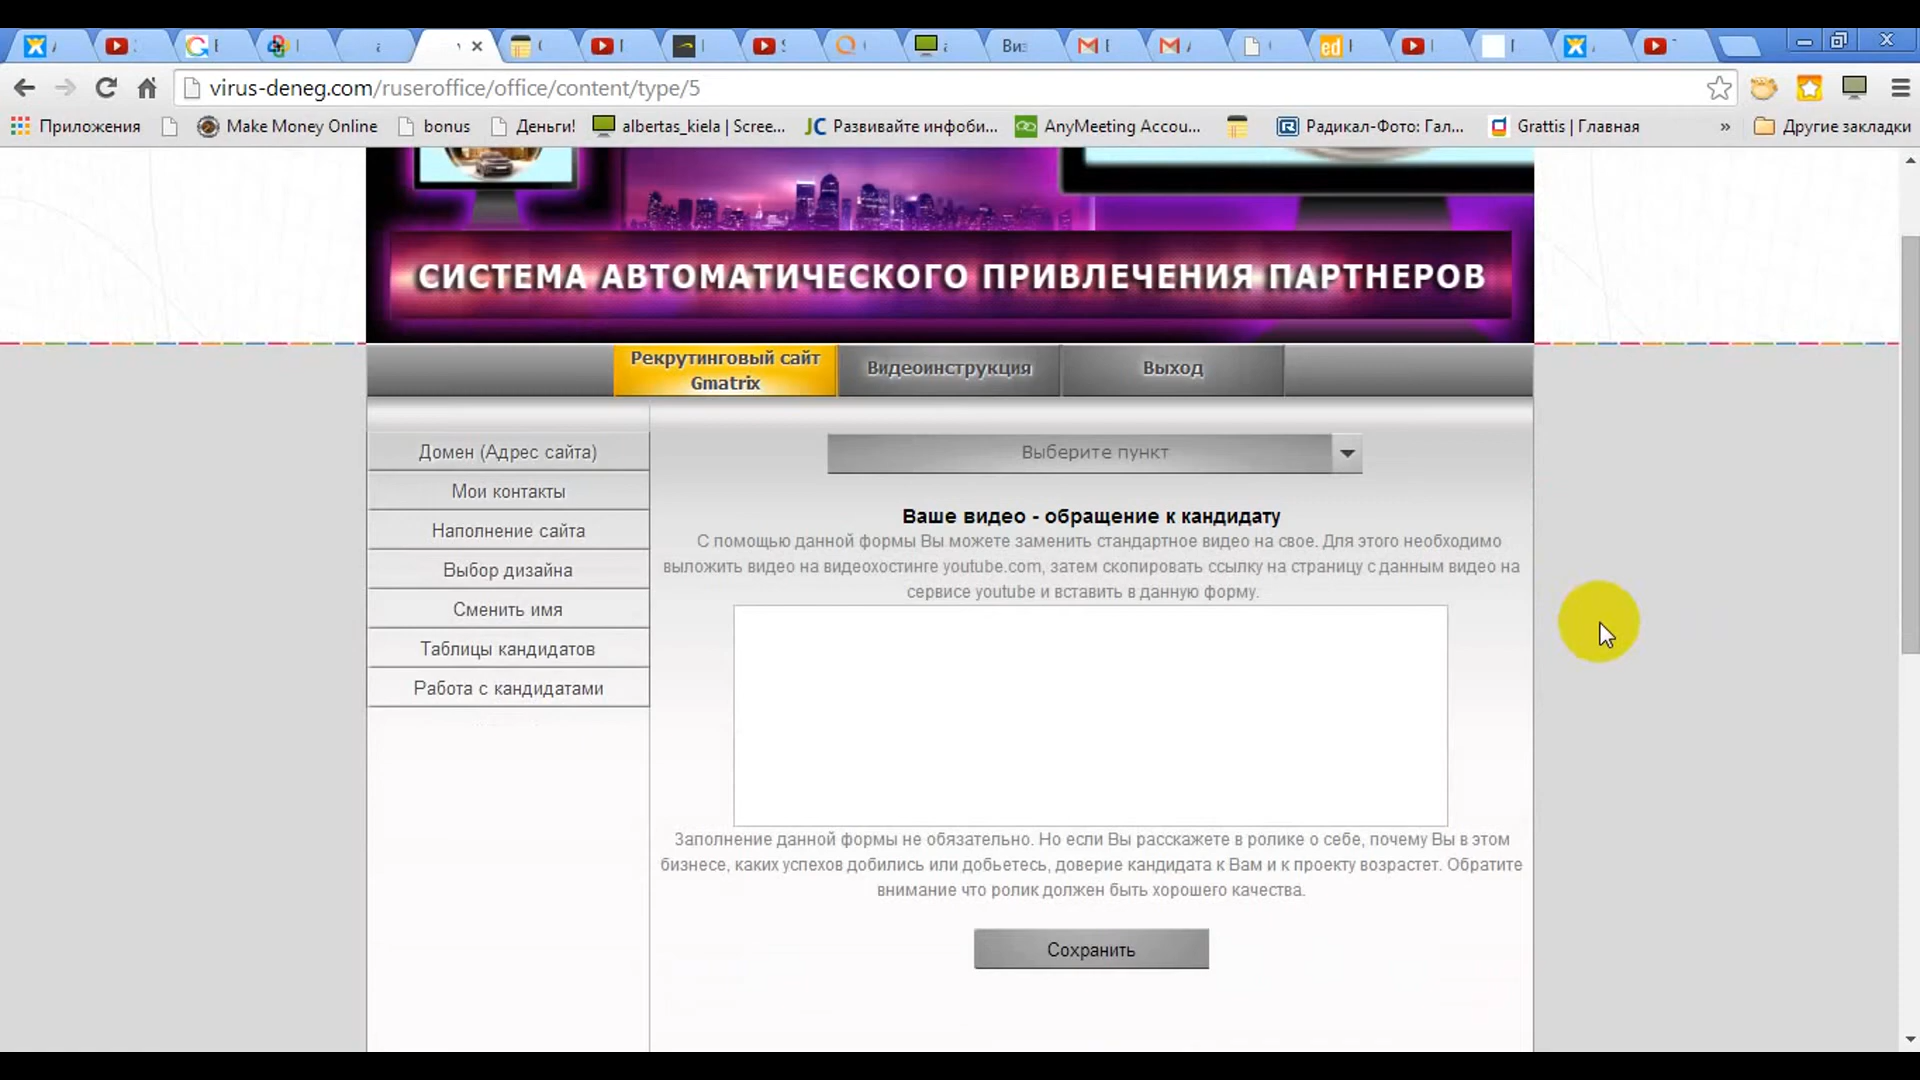 Виз
virus-deneg.com/ruseroffice/office/content/type/5
Приложения
Make Money Online
bonus
Деньги!
albertas_kiela | Scree...
Развивайте инфоби...
AnyMeeting Accou...
Радикал-Фото: Гал...
Grattis | Главная
»
Другие закладки
СИСТЕМА АВТОМАТИЧЕСКОГО ПРИВЛЕЧЕНИЯ ПАРТНЕРОВ
Рекрутинговый сайт
Gmatrix
Видеоинструкция
Выход
Домен (Адрес сайта)
Мои контакты
Наполнение сайта
Выбор дизайна
Сменить имя
Таблицы кандидатов
Работа с кандидатами
Выберите пункт
Ваше видео - обращение к кандидату
С помощью данной формы Вы можете заменить стандартное видео на свое. Для этого необходимо
выложить видео на видеохостинге youtube.com, затем скопировать ссылку на страницу с данным видео на
сервисе youtube и вставить в данную форму.
Заполнение данной формы не обязательно. Но если Вы расскажете в ролике о себе, почему Вы в этом
бизнесе, каких успехов добились или добьетесь, доверие кандидата к Вам и к проекту возрастет. Обратите
внимание что ролик должен быть хорошего качества.
Сохранить